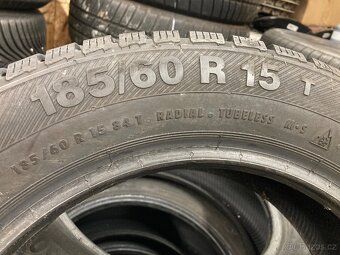 185/60 R 15 T
185/60 R 15 84 T . RADIAL . TUBELESS M+S